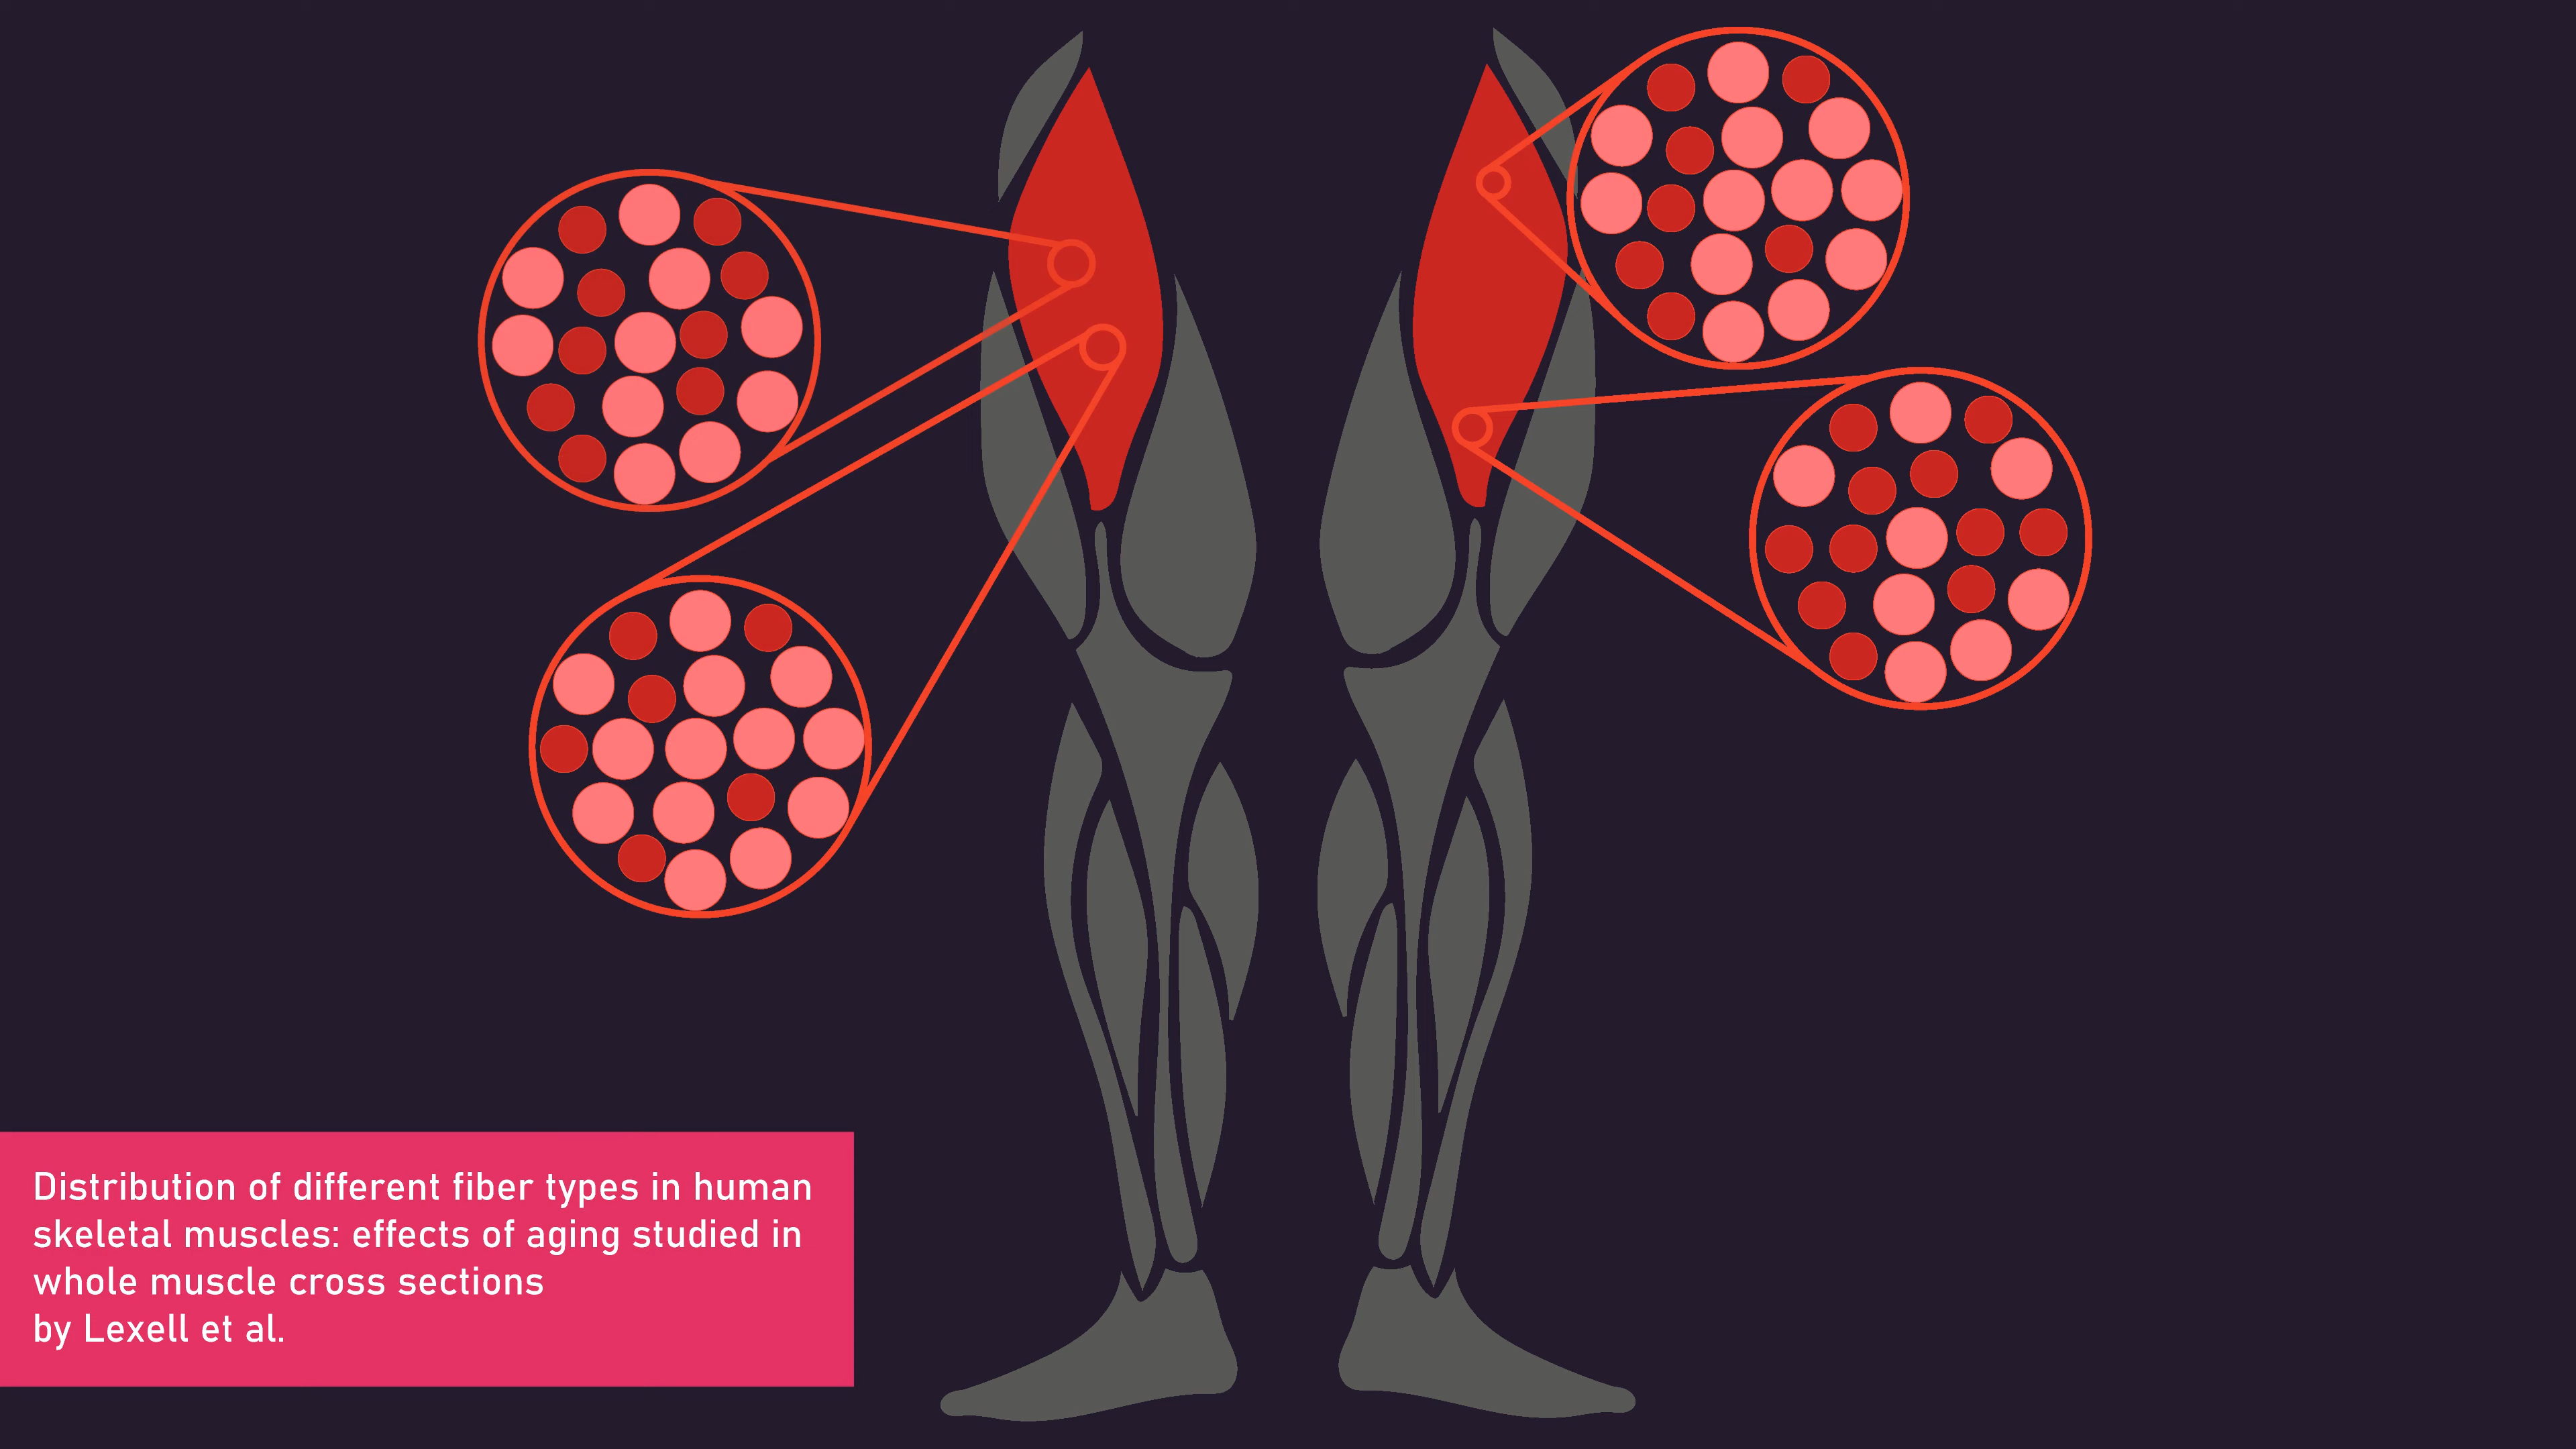 Distribution of different fiber types in human
skeletal muscles: effects of aging studied in
whole muscle cross sections
by Lexell et al.